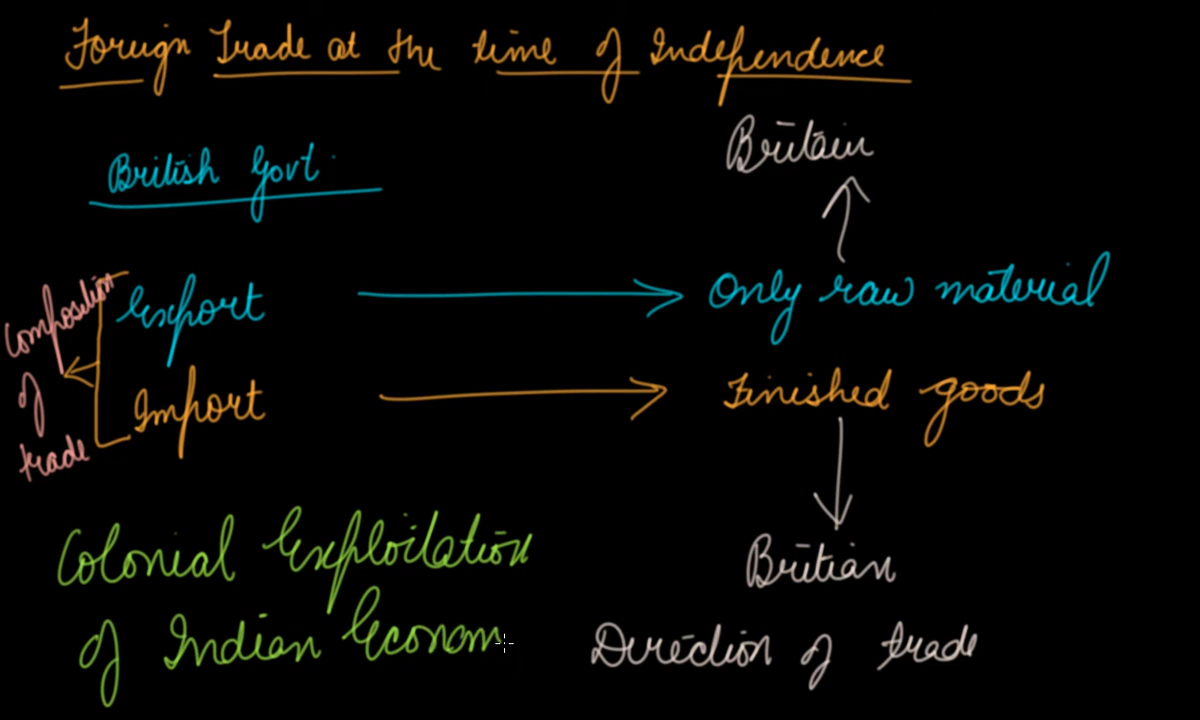 Foreign Trade at the time of Independence
Britain
British Govt.
Export
Only raw material
Composition
of
trade
Import
Finished goods
Colonial Exploitation
of Indian Econom
Britian
Direction of trade